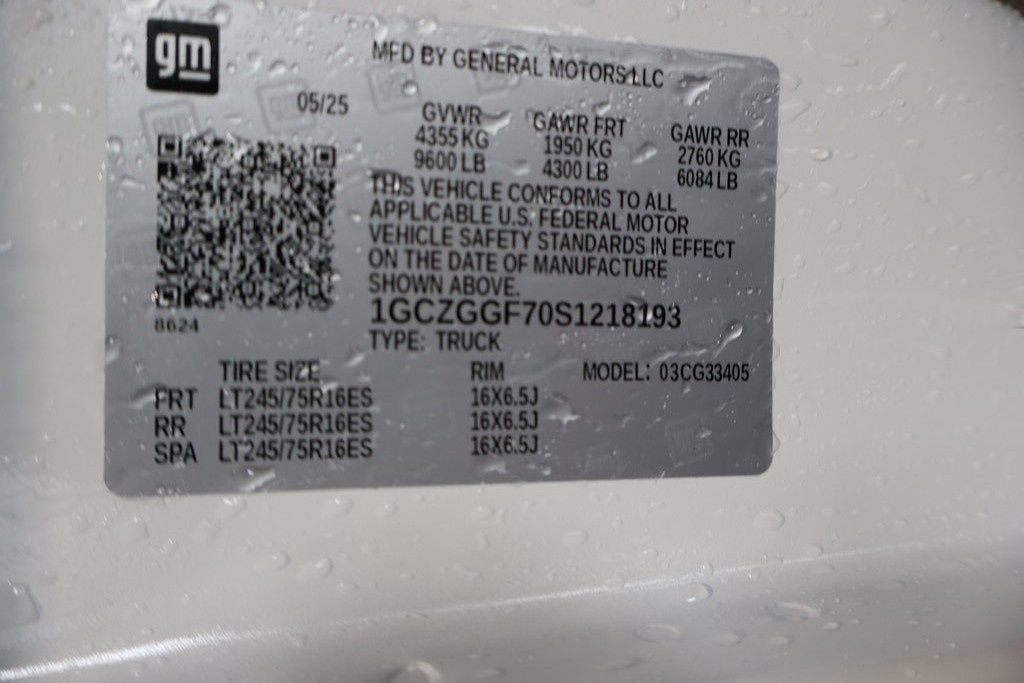 gm
MFD BY GENERAL MOTORS LLC
05/25
GVWR GAWR FRT GAWR RR
4355 KG 1950 KG 2760 KG
9600 LB 4300 LB 6084 LB
THIS VEHICLE CONFORMS TO ALL
APPLICABLE U.S. FEDERAL MOTOR
VEHICLE SAFETY STANDARDS IN EFFECT
ON THE DATE OF MANUFACTURE
SHOWN ABOVE.
1GCZGGF70S1218193
8624
TYPE: TRUCK
TIRE SIZE RIM MODEL: 03CG33405
FRT LT245/75R16ES 16X6.5J
RR LT245/75R16ES 16X6.5J
SPA LT245/75R16ES 16X6.5J